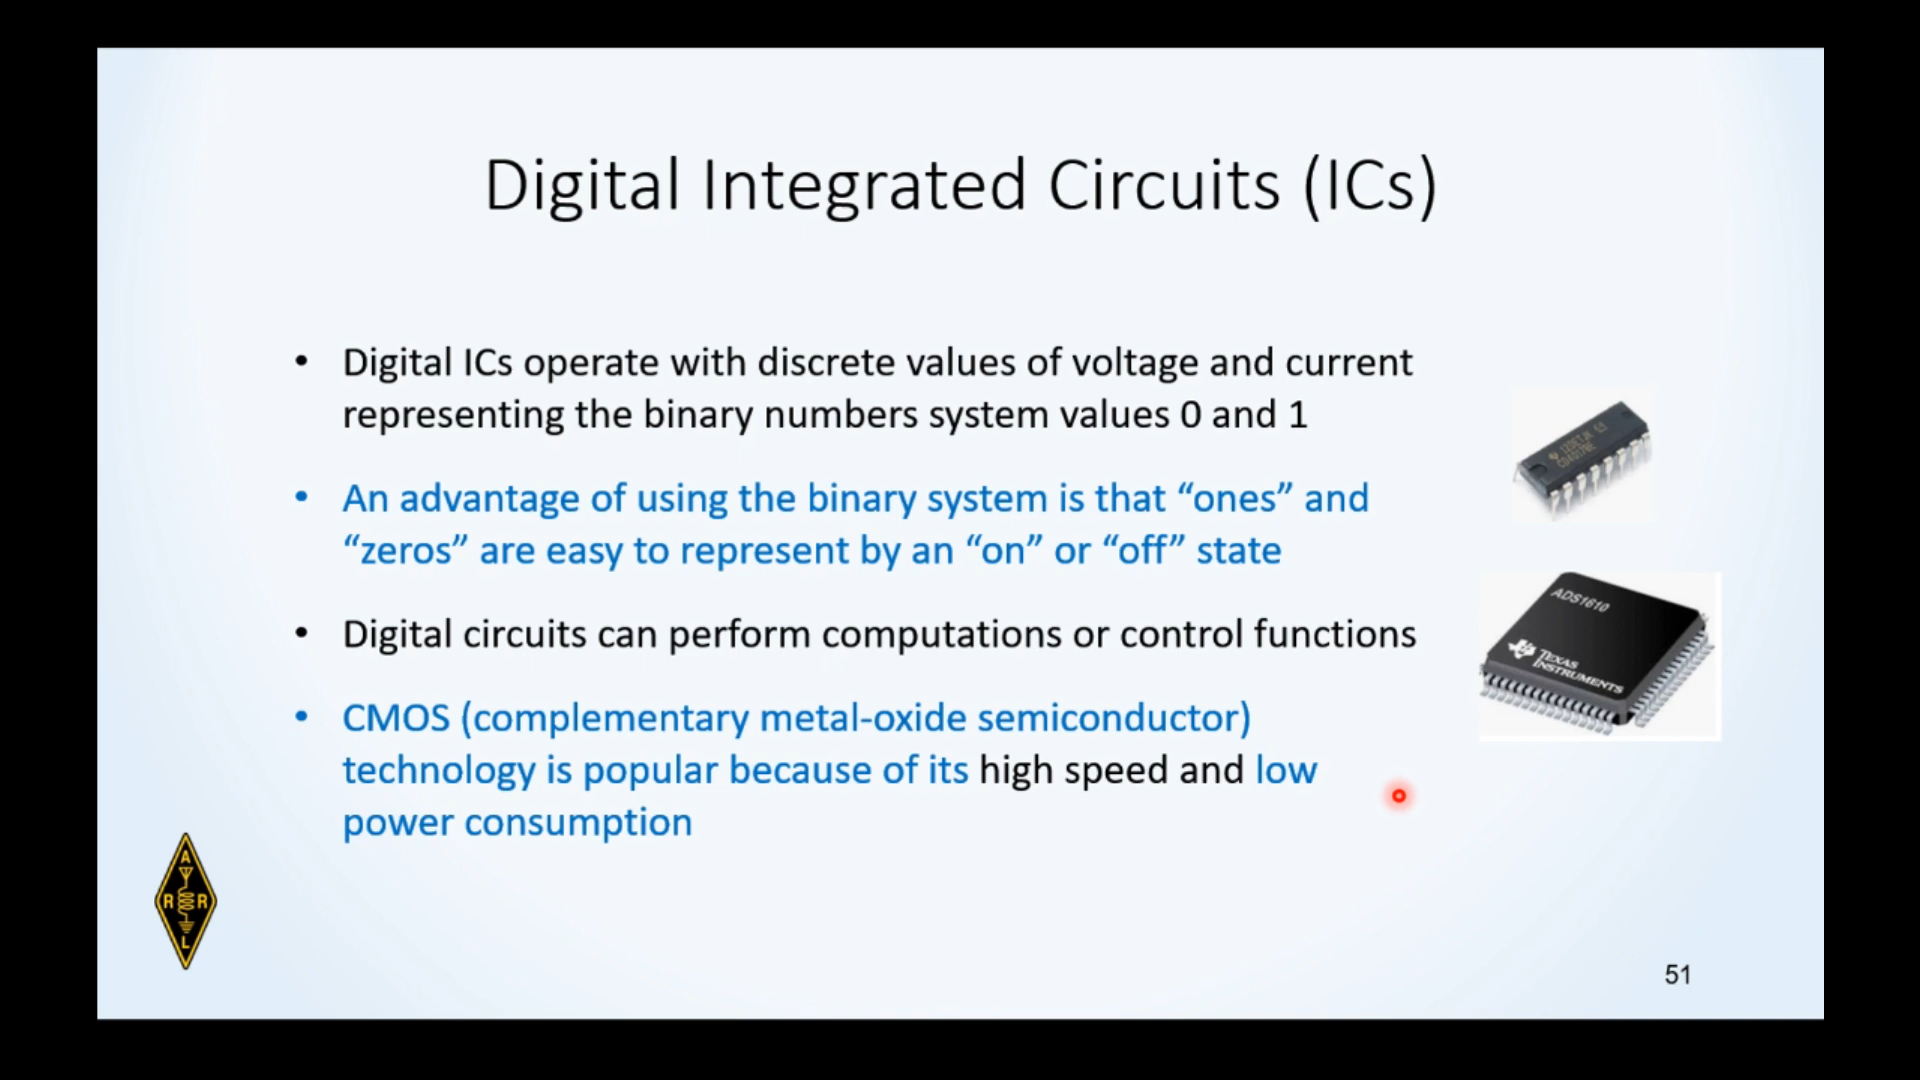 Digital Integrated Circuits (ICs)
• Digital ICs operate with discrete values of voltage and current
representing the binary numbers system values 0 and 1
• An advantage of using the binary system is that “ones” and
“zeros” are easy to represent by an “on” or “off” state
• Digital circuits can perform computations or control functions
• CMOS (complementary metal-oxide semiconductor)
technology is popular because of its high speed and low
power consumption
CD4017BE
ADS1610
TEXAS
INSTRUMENTS
A
R R
L
51